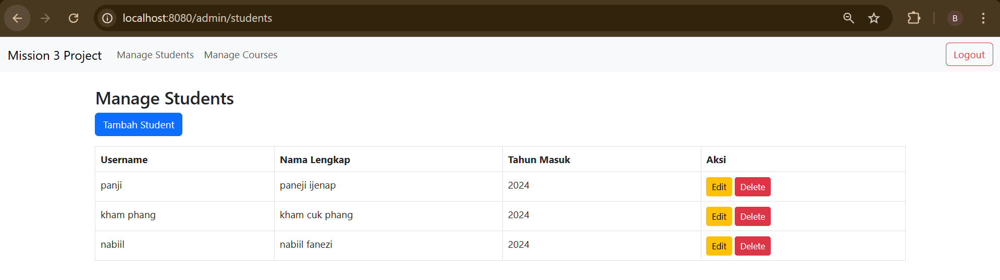 localhost:8080/admin/students
B
Mission 3 Project Manage Students Manage Courses Logout
Manage Students
Tambah Student
Username Nama Lengkap Tahun Masuk Aksi
panji paneji ijenap 2024 Edit Delete
kham phang kham cuk phang 2024 Edit Delete
nabiil nabiil fanezi 2024 Edit Delete